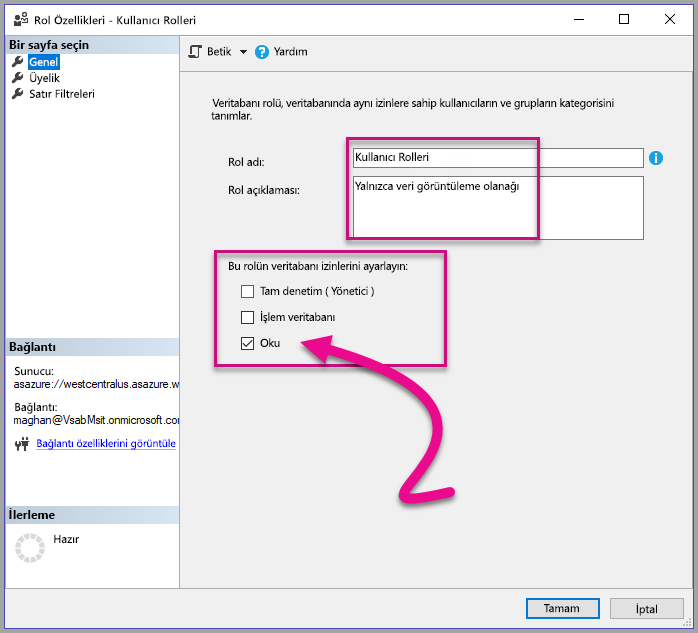 Rol Özellikleri - Kullanıcı Rolleri
Bir sayfa seçin
Genel
Üyelik
Satır Filtreleri
Betik
Yardım
Veritabanı rolü, veritabanında aynı izinlere sahip kullanıcıların ve grupların kategorisini
tanımlar.
Rol adı:
Kullanıcı Rolleri
Rol açıklaması:
Yalnızca veri görüntüleme olanağı
Bu rolün veritabanı izinlerini ayarlayın:
Tam denetim ( Yönetici )
İşlem veritabanı
Oku
Bağlantı
Sunucu:
asazure://westcentralus.asazure.w
Bağlantı:
maghan@VsabMsit.onmicrosoft.co
Bağlantı özelliklerini görüntüle
İlerleme
Hazır
Tamam
İptal